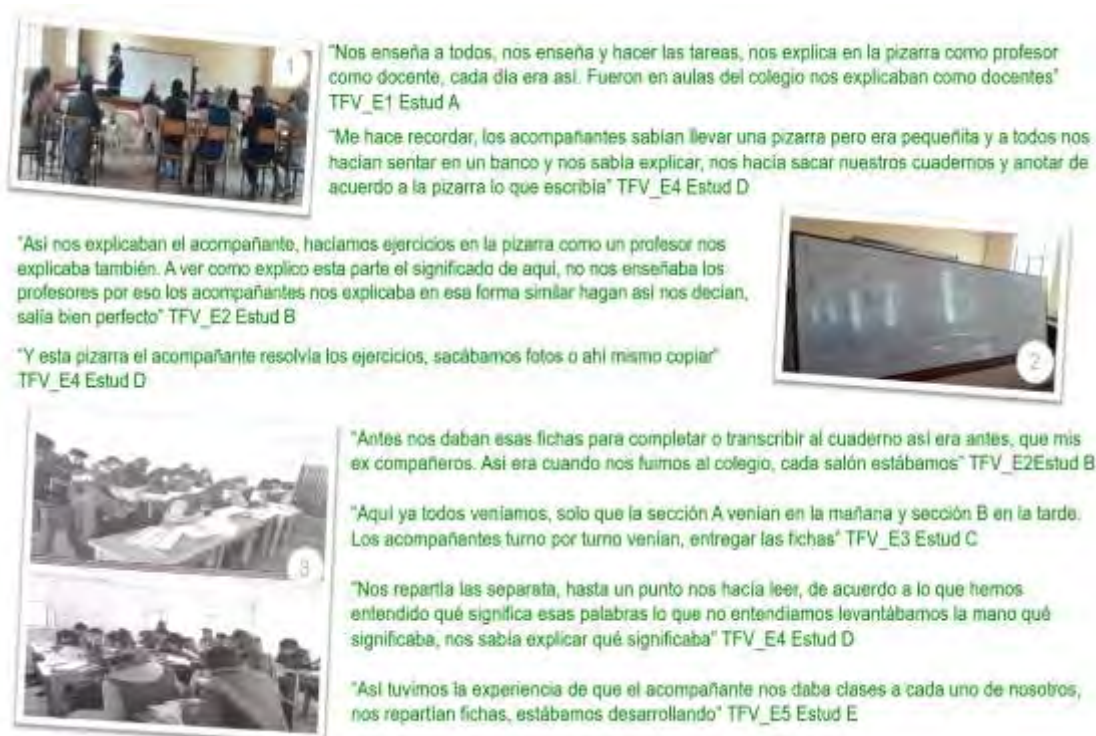 1
"Nos enseña a todos, nos enseña y hacer las tareas, nos explica en la pizarra como profesor
como docente, cada día era así. Fueron en aulas del colegio nos explicaban como docentes"
TFV_E1 Estud A
"Me hace recordar, los acompañantes sabían llevar una pizarra pero era pequeñita y a todos nos
hacían sentar en un banco y nos sabía explicar, nos hacía sacar nuestros cuadernos y anotar de
acuerdo a la pizarra lo que escribía" TFV_E4 Estud D
"Así nos explicaban el acompañante, hacíamos ejercicios en la pizarra como un profesor nos
explicaba también. A ver como explico esta parte el significado de aquí, no nos enseñaba los
profesores por eso los acompañantes nos explicaba en esa forma similar hagan así nos decían,
salía bien perfecto" TFV_E2 Estud B
"Y esta pizarra el acompañante resolvía los ejercicios, sacábamos fotos o ahí mismo copiar"
TFV_E4 Estud D
2
"Antes nos daban esas fichas para completar o transcribir al cuaderno así era antes, que mis
ex compañeros. Así era cuando nos fuimos al colegio, cada salón estábamos" TFV_E2Estud B
3
"Aquí ya todos veníamos, solo que la sección A venían en la mañana y sección B en la tarde.
Los acompañantes turno por turno venían, entregar las fichas" TFV_E3 Estud C
"Nos repartía las separata, hasta un punto nos hacía leer, de acuerdo a lo que hemos
entendido qué significa esas palabras lo que no entendíamos levantábamos la mano qué
significaba, nos sabía explicar qué significaba" TFV_E4 Estud D
"Así tuvimos la experiencia de que el acompañante nos daba clases a cada uno de nosotros,
nos repartían fichas, estábamos desarrollando" TFV_E5 Estud E